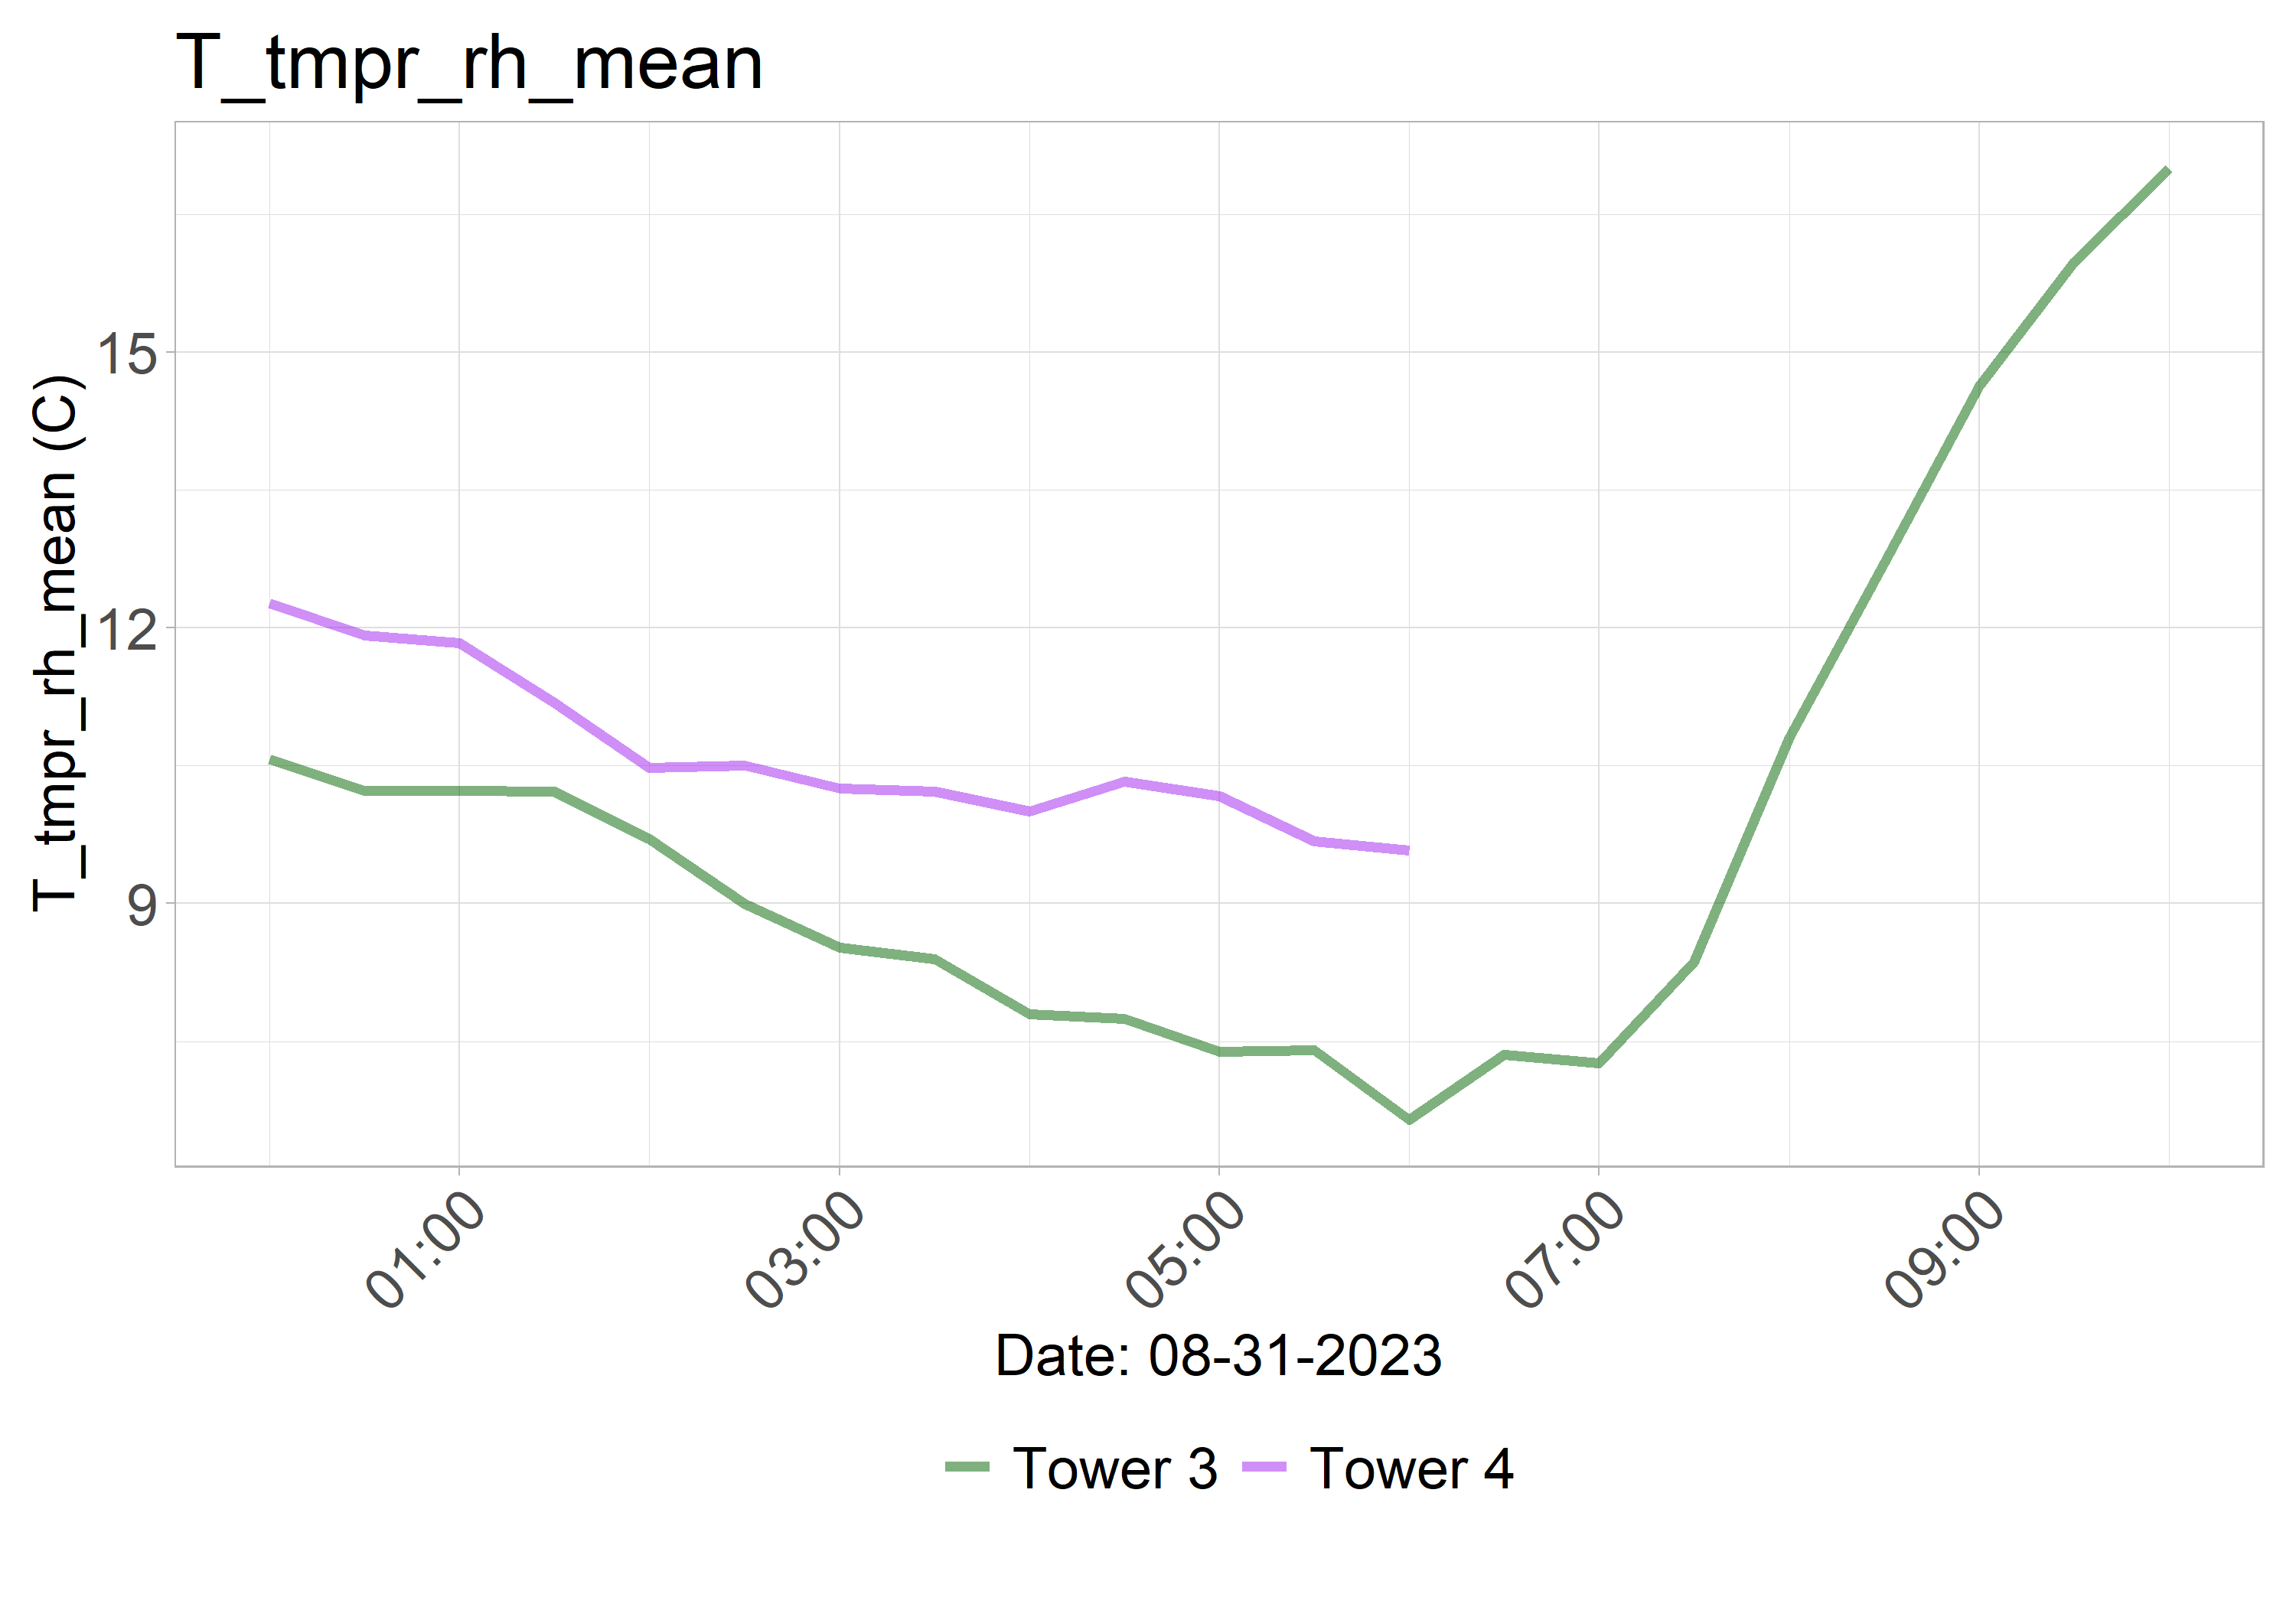 T_tmpr_rh_mean
T_tmpr_rh_mean (C)
15
12
9
01:00
03:00
05:00
07:00
09:00
Date: 08-31-2023
Tower 3
Tower 4